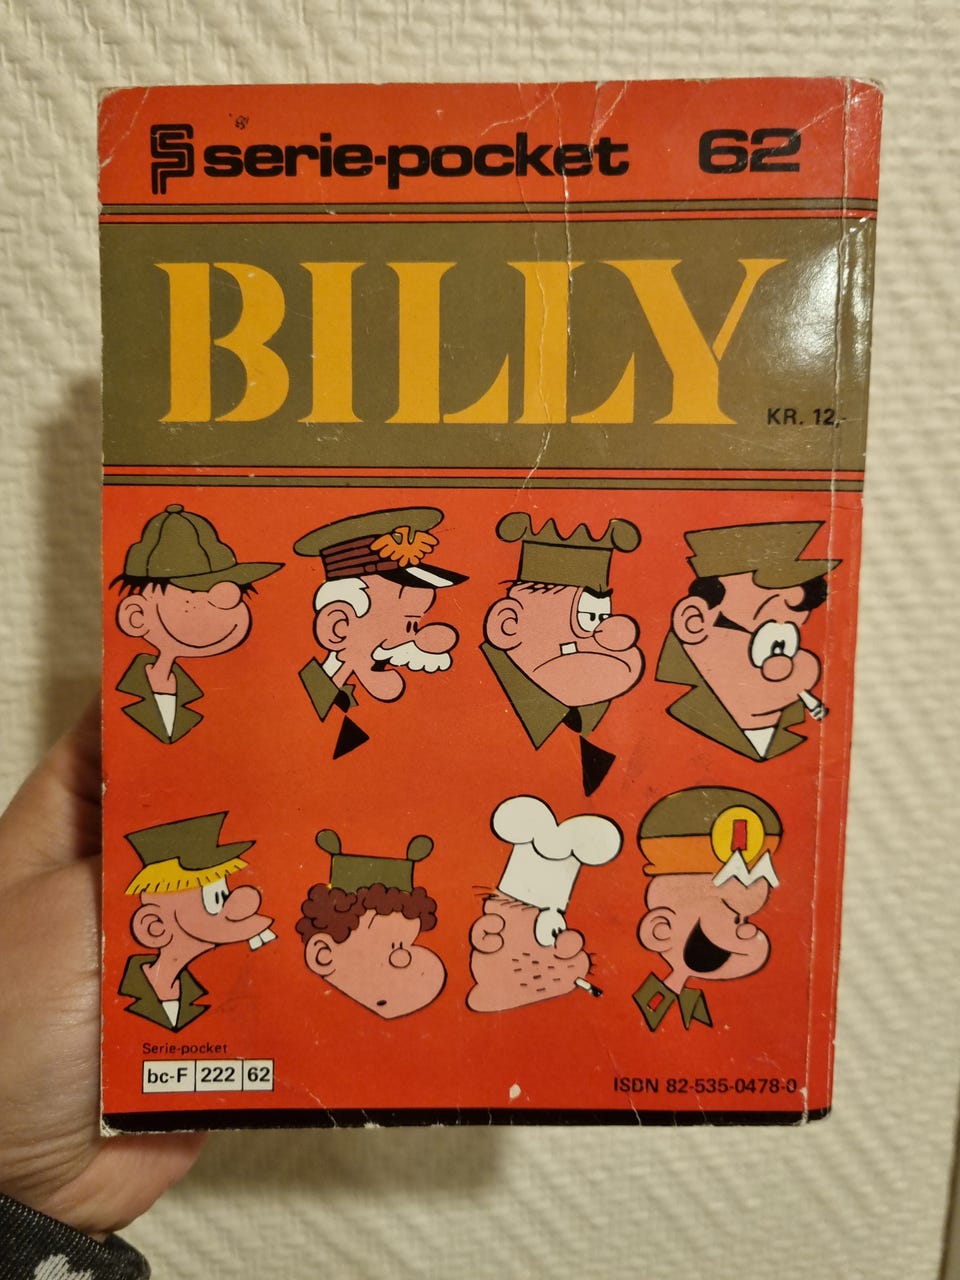 serie-pocket 62
BILLY
KR. 12,-
Serie-pocket
bc-F 222 62
ISBN 82-535-0478-0